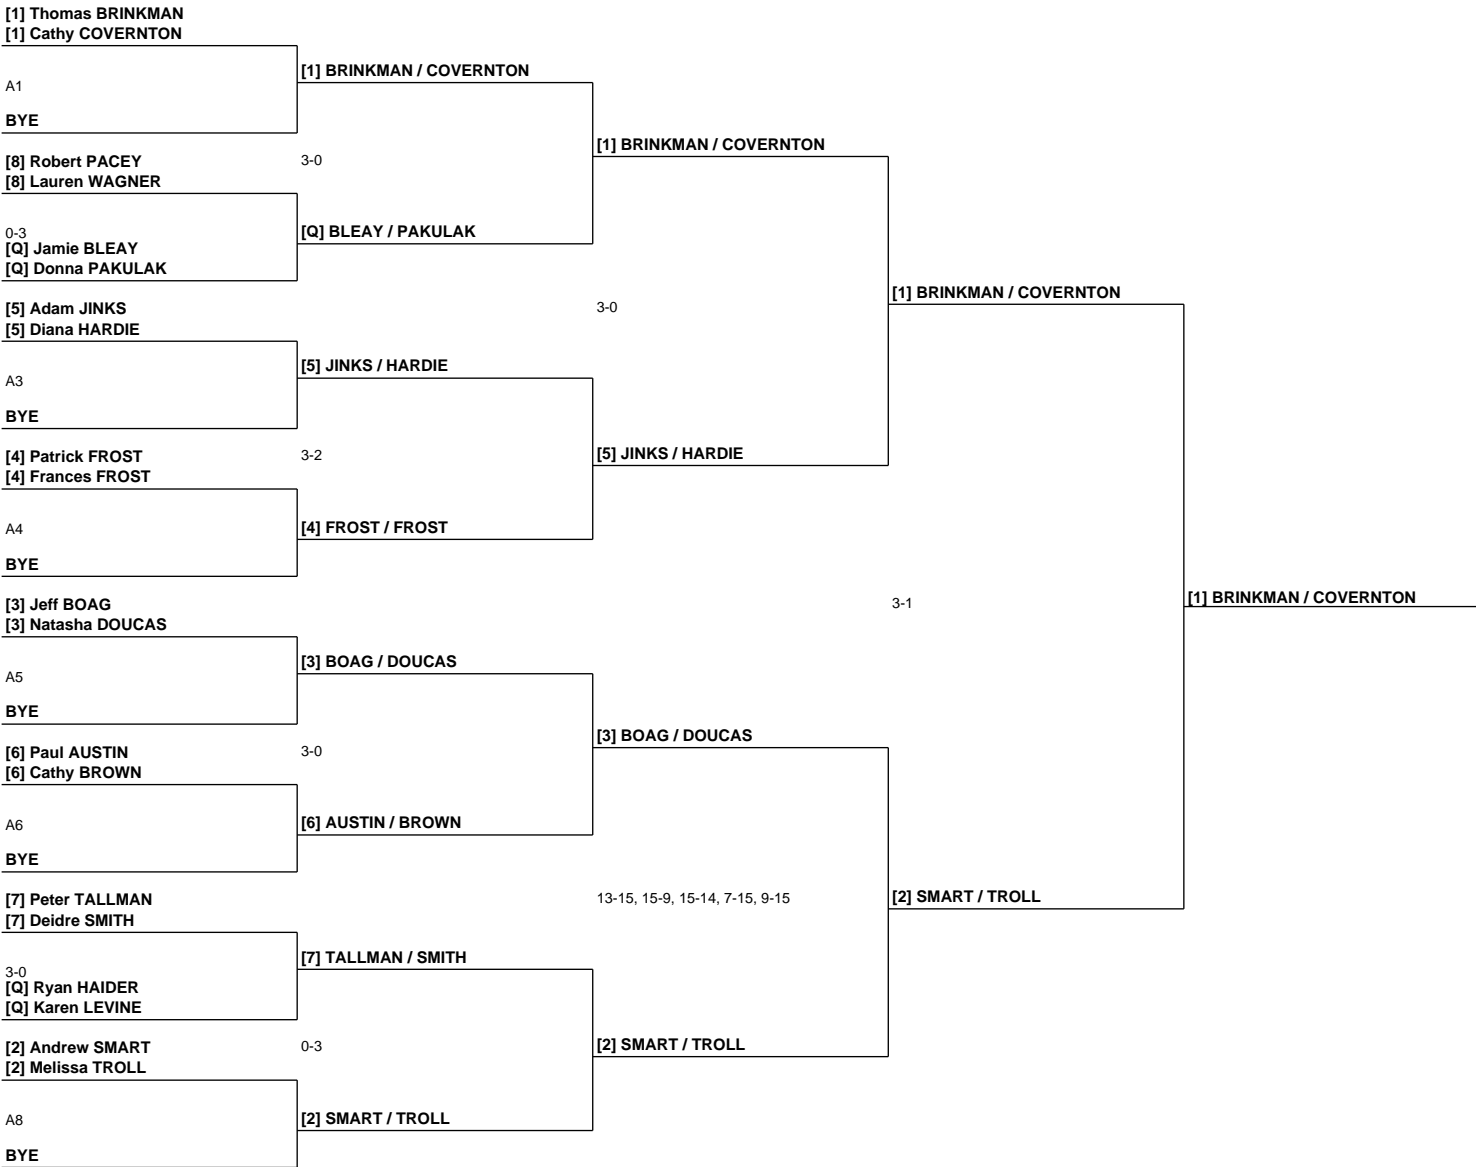 [1] Thomas BRINKMAN
[1] Cathy COVERNTON
[1] BRINKMAN / COVERNTON
A1
BYE
[1] BRINKMAN / COVERNTON
[8] Robert PACEY
3-0
[8] Lauren WAGNER
0-3
[Q] BLEAY / PAKULAK
[Q] Jamie BLEAY
[Q] Donna PAKULAK
[1] BRINKMAN / COVERNTON
[5] Adam JINKS
3-0
[5] Diana HARDIE
[5] JINKS / HARDIE
A3
BYE
[4] Patrick FROST
3-2
[5] JINKS / HARDIE
[4] Frances FROST
A4
[4] FROST / FROST
BYE
[3] Jeff BOAG
3-1
[1] BRINKMAN / COVERNTON
[3] Natasha DOUCAS
[3] BOAG / DOUCAS
A5
BYE
[3] BOAG / DOUCAS
[6] Paul AUSTIN
3-0
[6] Cathy BROWN
A6
[6] AUSTIN / BROWN
BYE
[7] Peter TALLMAN
13-15, 15-9, 15-14, 7-15, 9-15
[2] SMART / TROLL
[7] Deidre SMITH
[7] TALLMAN / SMITH
3-0
[Q] Ryan HAIDER
[Q] Karen LEVINE
[2] Andrew SMART
0-3
[2] SMART / TROLL
[2] Melissa TROLL
A8
[2] SMART / TROLL
BYE